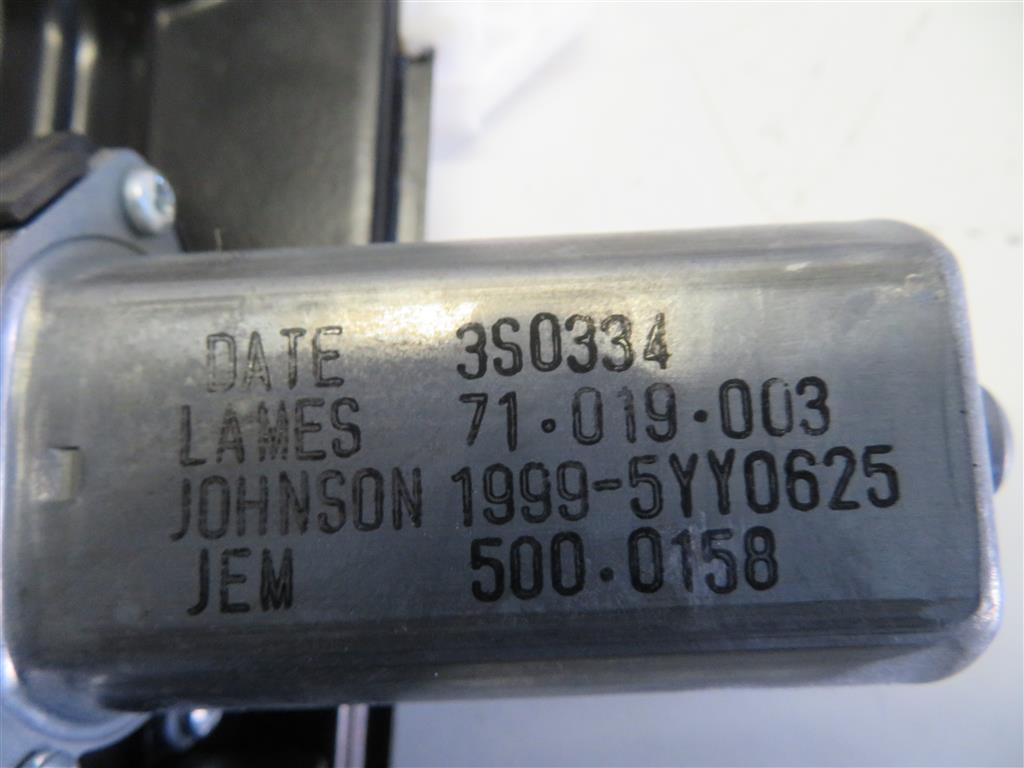 DATE 3S0334
LAMES 71.019.003
JOHNSON 1999-5YY0625
JEM 500.0158